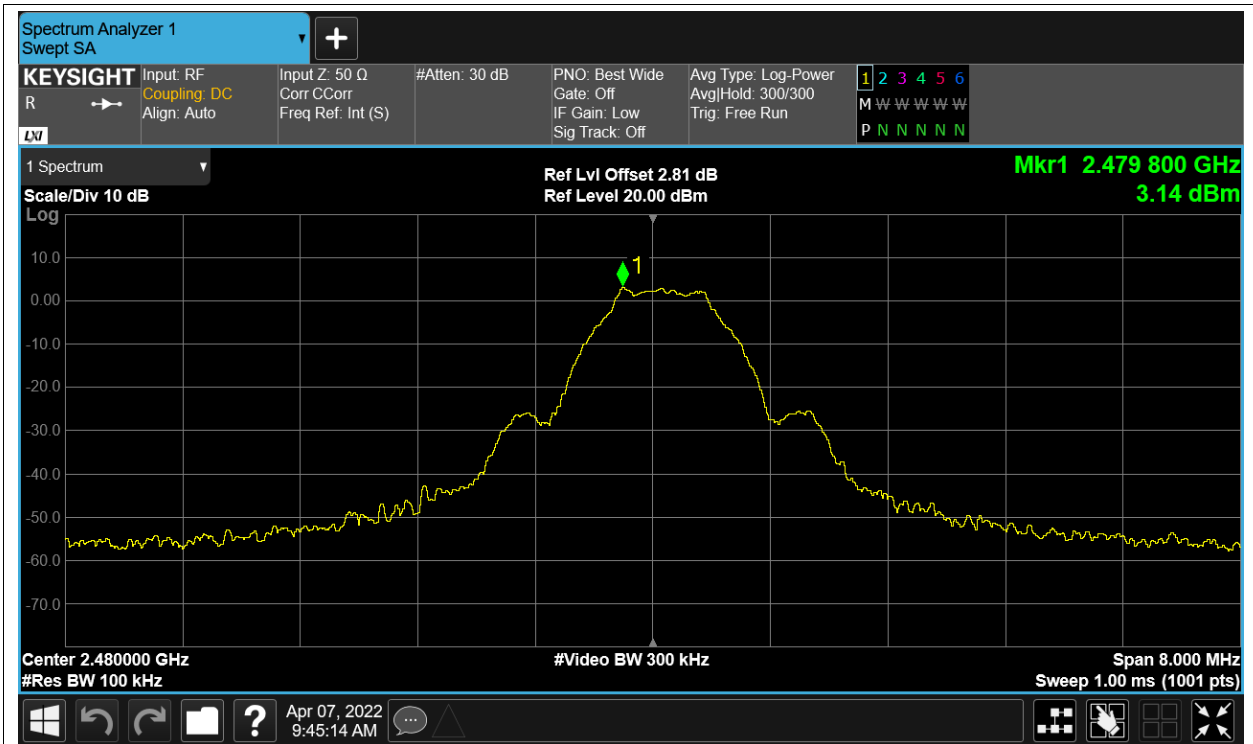 Spectrum Analyzer 1
Swept SA
KEYSIGHT
R
LXI
Input: RF
Coupling: DC
Align: Auto
Input Z: 50 Ω
Corr CCorr
Freq Ref: Int (S)
#Atten: 30 dB
PNO: Best Wide
Gate: Off
IF Gain: Low
Sig Track: Off
Avg Type: Log-Power
Avg|Hold: 300/300
Trig: Free Run
1 2 3 4 5 6
M W W W W W W
P N N N N N N
1 Spectrum
Scale/Div 10 dB
Log
Ref Lvl Offset 2.81 dB
Ref Level 20.00 dBm
Mkr1 2.479 800 GHz
3.14 dBm
1
10.0
0.00
-10.0
-20.0
-30.0
-40.0
-50.0
-60.0
-70.0
Center 2.480000 GHz
#Res BW 100 kHz
#Video BW 300 kHz
Span 8.000 MHz
Sweep 1.00 ms (1001 pts)
?
Apr 07, 2022
9:45:14 AM